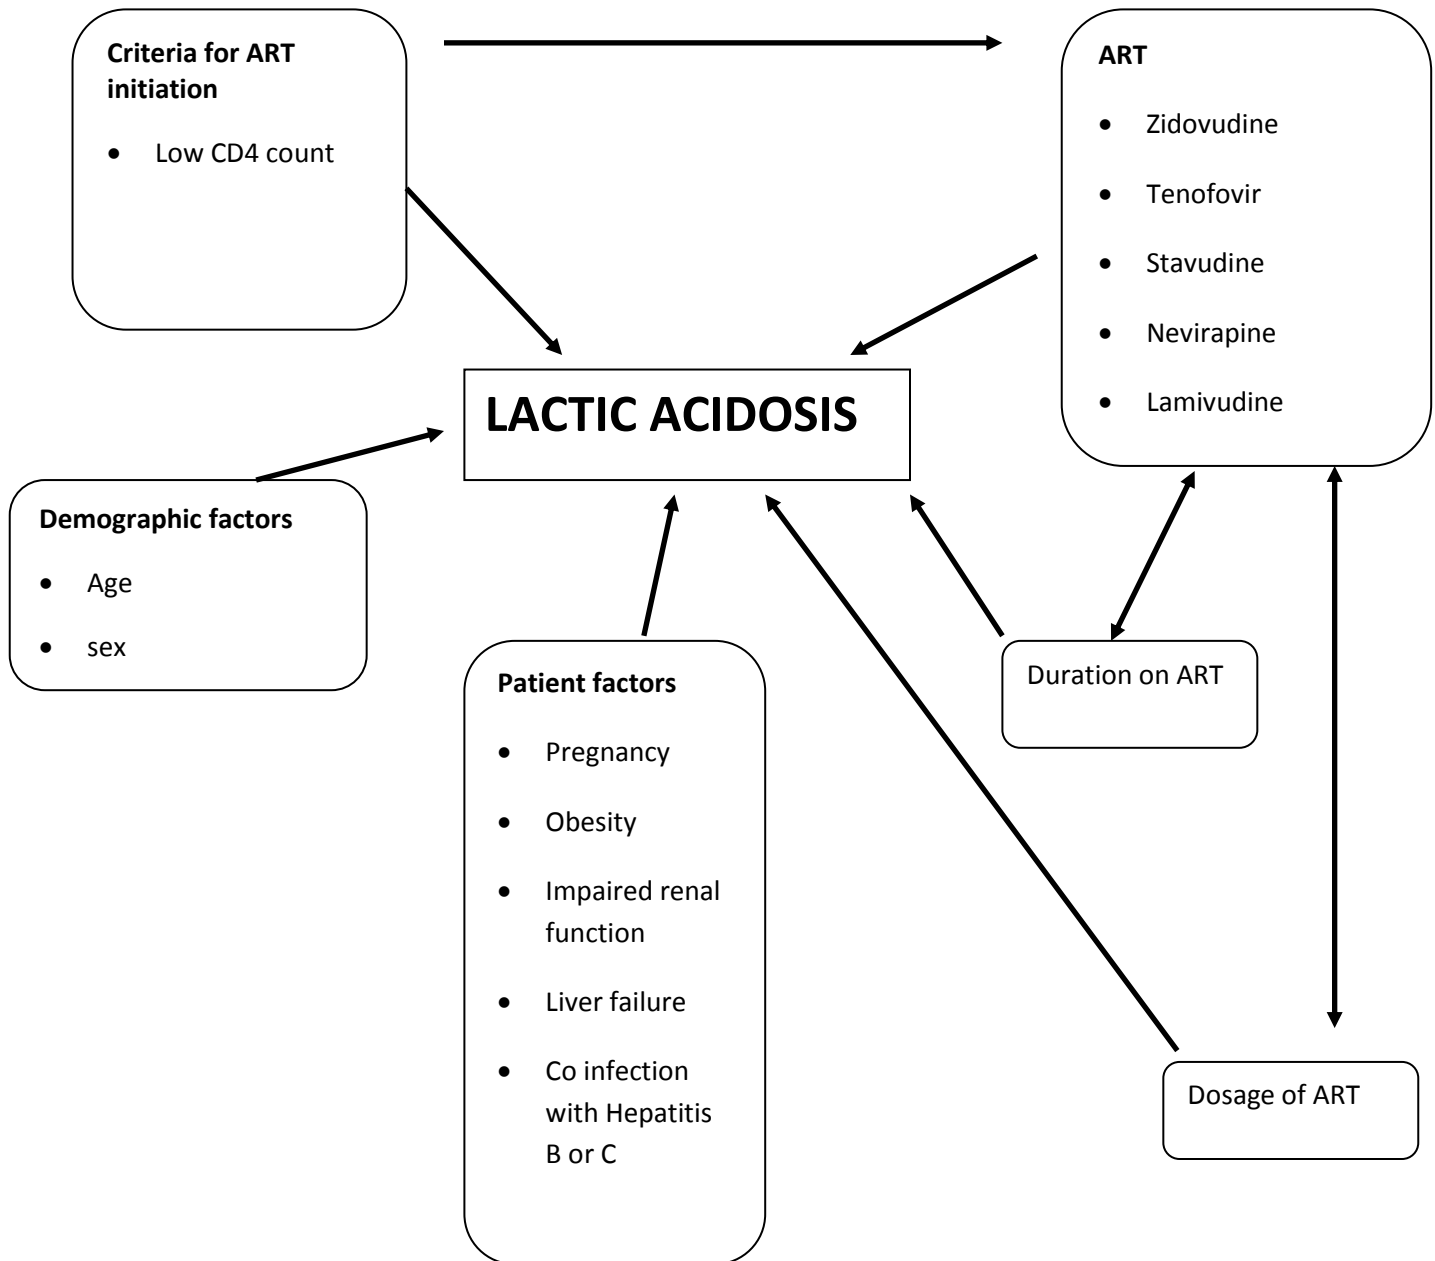 Criteria for ART
initiation
• Low CD4 count
ART
• Zidovudine
• Tenofovir
• Stavudine
• Nevirapine
• Lamivudine
LACTIC ACIDOSIS
Demographic factors
• Age
• sex
Patient factors
• Pregnancy
• Obesity
• Impaired renal
function
• Liver failure
• Co infection
with Hepatitis
B or C
Duration on ART
Dosage of ART